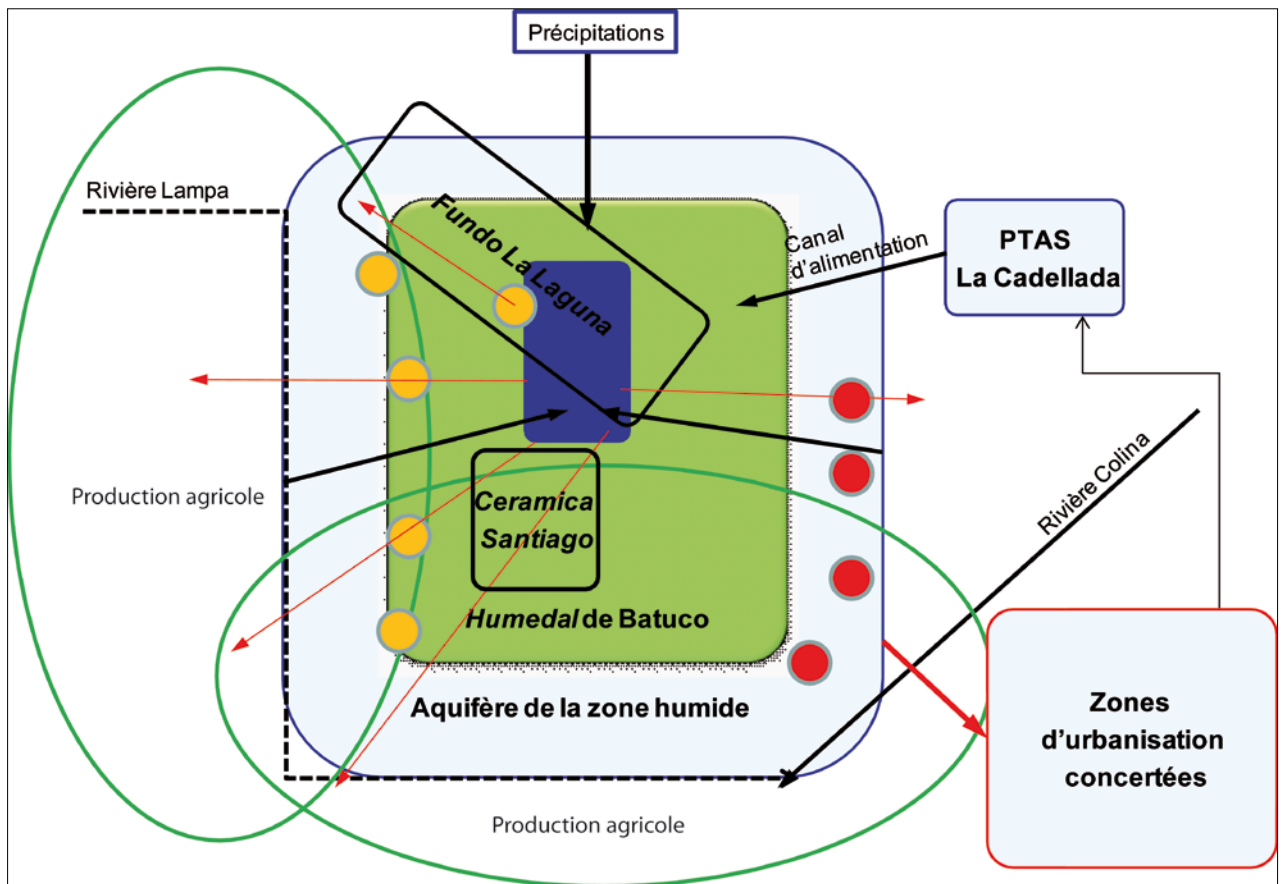 Précipitations
Rivière Lampa
Fundo La Laguna
Canal
d'alimentation
PTAS
La Cadellada
Production agricole
Ceramica
Santiago
Rivière Colina
Humedal de Batuco
Aquifère de la zone humide
Zones
d'urbanisation
concertées
Production agricole